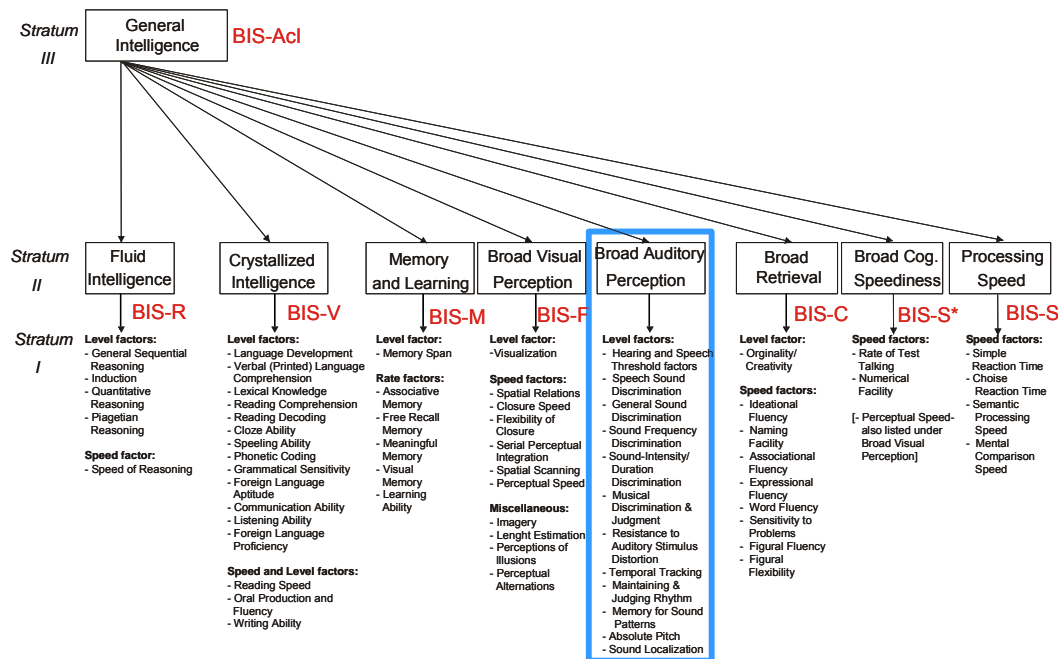 Stratum
III
General
Intelligence
BIS-AcI
Stratum
II
Fluid
Intelligence
Crystallized
Intelligence
Memory
and Learning
Broad Visual
Perception
Broad Auditory
Perception
Broad
Retrieval
Broad Cog.
Speediness
Processing
Speed
BIS-R
BIS-V
BIS-M
BIS-F
BIS-C
BIS-S*
BIS-S
Stratum
I
Level factors:
- General Sequential
Reasoning
- Induction
- Quantitative
Reasoning
- Piagetian
Reasoning
Speed factor:
- Speed of Reasoning
Level factors:
- Language Development
- Verbal (Printed) Language
Comprehension
- Lexical Knowledge
- Reading Comprehension
- Reading Decoding
- Cloze Ability
- Speeling Ability
- Phonetic Coding
- Grammatical Sensitivity
- Foreign Language
Aptitude
- Communication Ability
- Listening Ability
- Foreign Language
Proficiency
Speed and Level factors:
- Reading Speed
- Oral Production and
Fluency
- Writing Ability
Level factor:
- Memory Span
Rate factors:
- Associative
Memory
- Free Recall
Memory
- Meaningful
Memory
- Visual
Memory
- Learning
Ability
Level factor:
-Visualization
Speed factors:
- Spatial Relations
- Closure Speed
- Flexibility of
Closure
- Serial Perceptual
Integration
- Spatial Scanning
- Perceptual Speed
Miscellaneous:
- Imagery
- Lenght Estimation
- Perceptions of
Illusions
- Perceptual
Alternations
Level factors:
- Hearing and Speech
Threshold factors
- Speech Sound
Discrimination
- General Sound
Discrimination
- Sound Frequency
Discrimination
- Sound-Intensity/
Duration
Discrimination
- Musical
Discrimination &
Judgment
- Resistance to
Auditory Stimulus
Distortion
- Temporal Tracking
- Maintaining &
Judging Rhythm
- Memory for Sound
Patterns
- Absolute Pitch
- Sound Localization
Level factor:
- Orginality/
Creativity
Speed factors:
- Ideational
Fluency
- Naming
Facility
- Associational
Fluency
- Expressional
Fluency
- Word Fluency
- Sensitivity to
Problems
- Figural Fluency
- Figural
Flexibility
Speed factors:
- Rate of Test
Talking
- Numerical
Facility
[- Perceptual Speed-
also listed under
Broad Visual
Perception]
Speed factors:
- Simple
Reaction Time
- Choise
Reaction Time
- Semantic
Processing
Speed
- Mental
Comparison
Speed